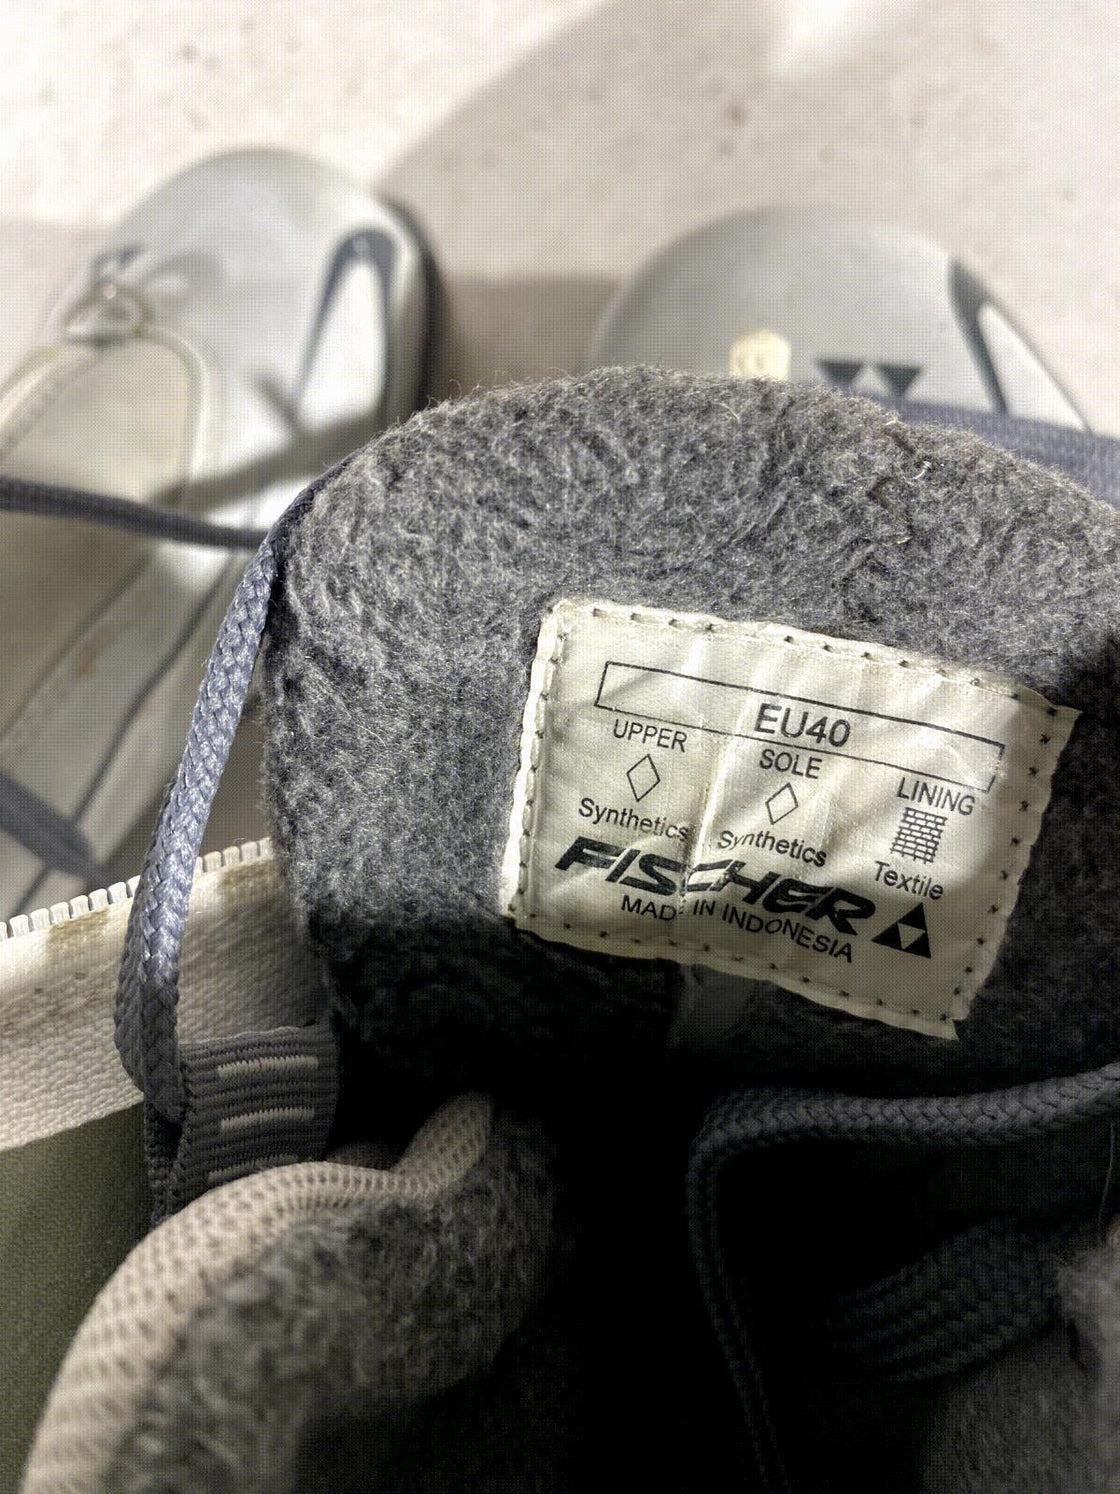 EU40
UPPER SOLE LINING
Synthetics Synthetics Textile
FISCHER
MADE IN INDONESIA